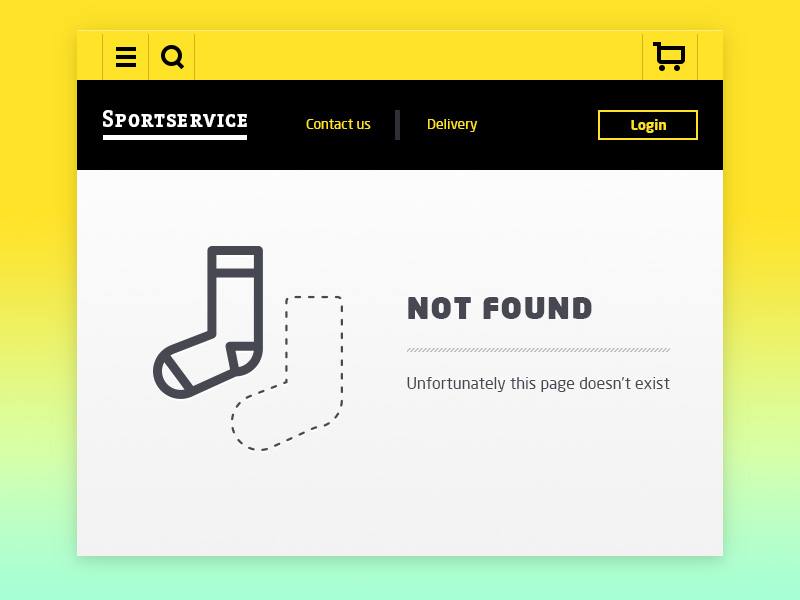 Sportservice
Contact us
Delivery
Login
NOT FOUND
Unfortunately this page doesn't exist